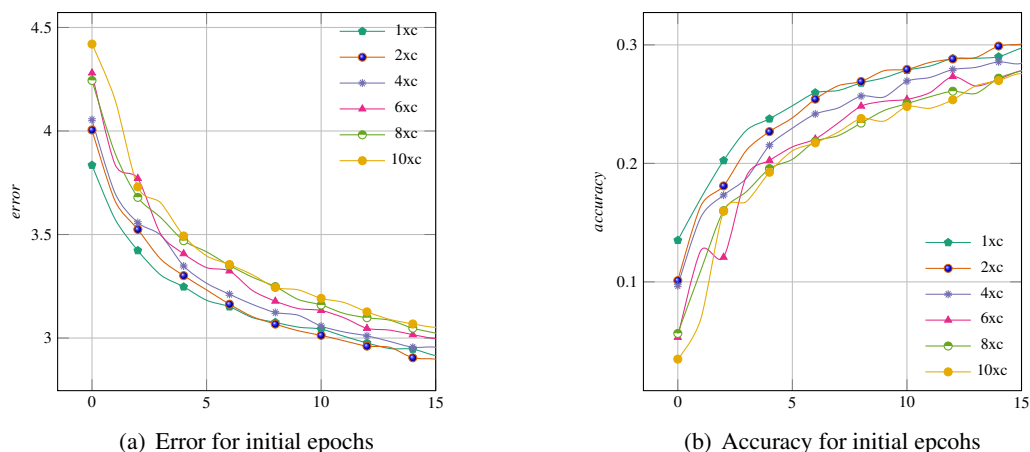 4.5
4
3.5
3
error
0
5
10
15
1xc
2xc
4xc
6xc
8xc
10xc
(a) Error for initial epochs
0.3
0.2
0.1
accuracy
0
5
10
15
1xc
2xc
4xc
6xc
8xc
10xc
(b) Accuracy for initial epcohs